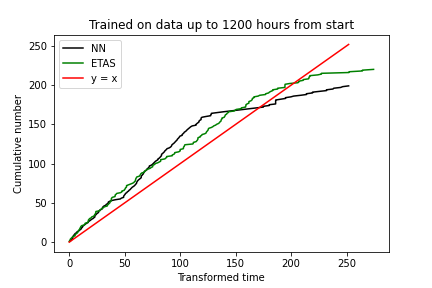 Trained on data up to 1200 hours from start
NN
ETAS
y = x
250
200
150
100
50
0
Cumulative number
0
50
100
150
200
250
Transformed time